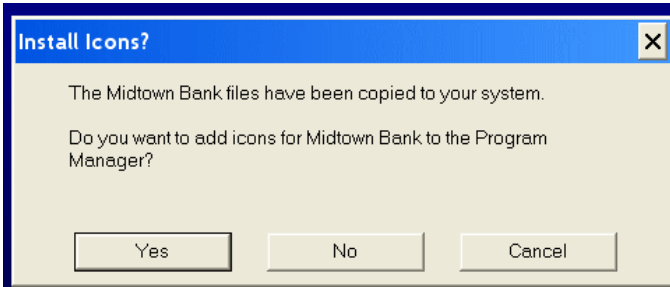 Install Icons?
The Midtown Bank files have been copied to your system.
Do you want to add icons for Midtown Bank to the Program
Manager?
Yes
No
Cancel